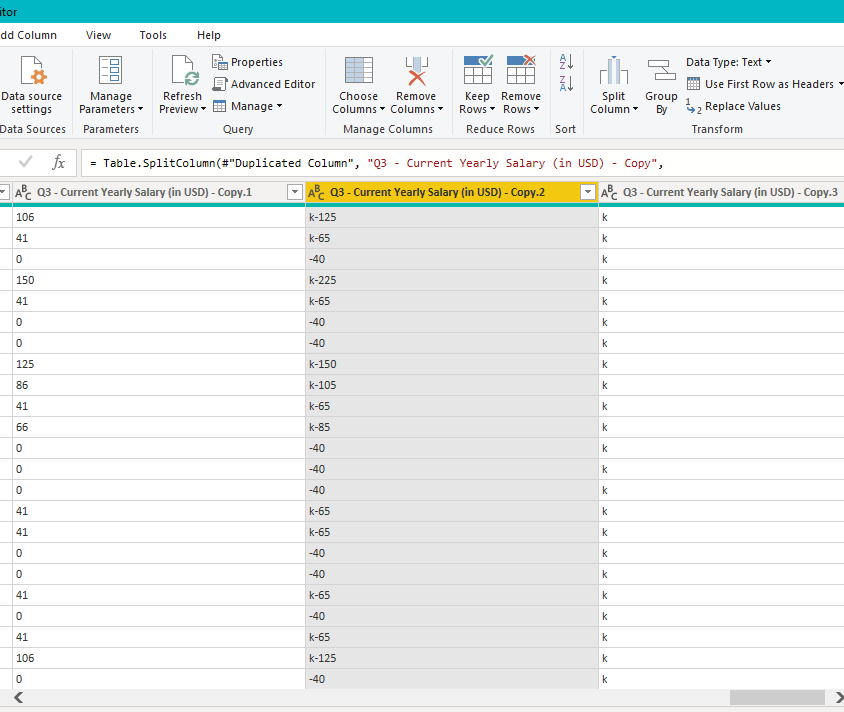 itor
dd Column View Tools Help
Data source settings
Manage Parameters
Refresh Preview
Properties
Advanced Editor
Manage
Choose Columns
Remove Columns
Keep Rows
Remove Rows
A Z
Z A
Split Column
Group By
Data Type: Text
Use First Row as Headers
1 2 Replace Values
Data Sources Parameters Query Manage Columns Reduce Rows Sort Transform
fx = Table.SplitColumn(#"Duplicated Column", "Q3 - Current Yearly Salary (in USD) - Copy",
ABC Q3 - Current Yearly Salary (in USD) - Copy.1 ABC Q3 - Current Yearly Salary (in USD) - Copy.2 ABC Q3 - Current Yearly Salary (in USD) - Copy.3
106 k-125 k
41 k-65 k
0 -40 k
150 k-225 k
41 k-65 k
0 -40 k
0 -40 k
125 k-150 k
86 k-105 k
41 k-65 k
66 k-85 k
0 -40 k
0 -40 k
0 -40 k
41 k-65 k
41 k-65 k
0 -40 k
0 -40 k
41 k-65 k
0 -40 k
41 k-65 k
106 k-125 k
0 -40 k